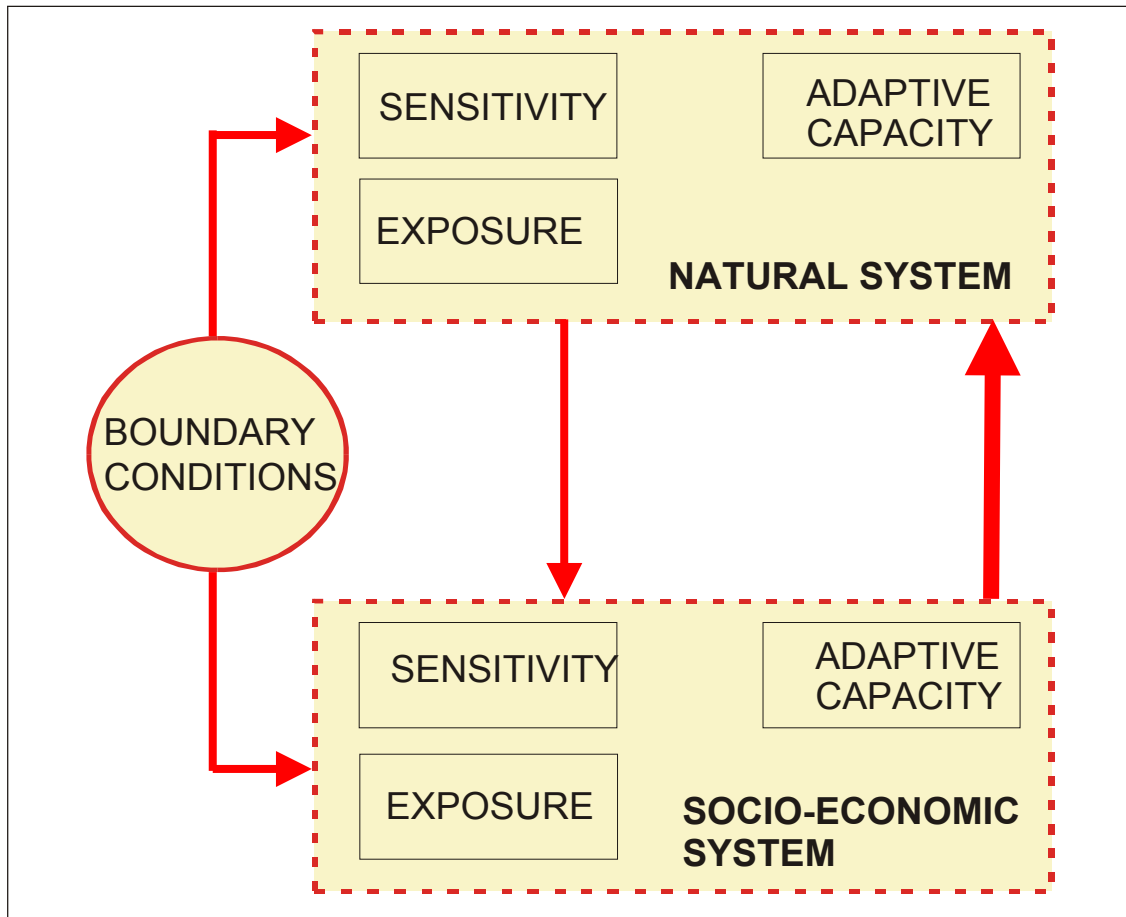 SENSITIVITY
ADAPTIVE
CAPACITY
EXPOSURE
NATURAL SYSTEM
BOUNDARY
CONDITIONS
SENSITIVITY
ADAPTIVE
CAPACITY
EXPOSURE
SOCIO-ECONOMIC
SYSTEM